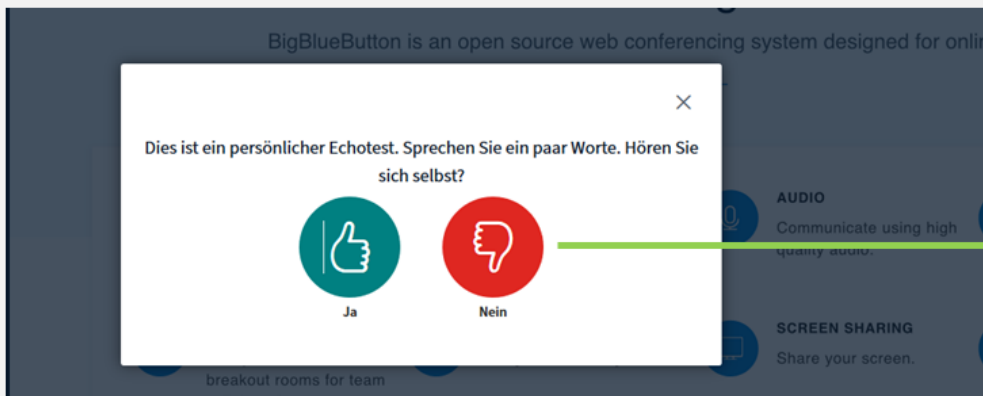 BigBlueButton is an open source web conferencing system designed for onlin
Dies ist ein persönlicher Echotest. Sprechen Sie ein paar Worte. Hören Sie
sich selbst?
Ja
Nein
AUDIO
Communicate using high
quality audio.
SCREEN SHARING
Share your screen.
breakout rooms for team